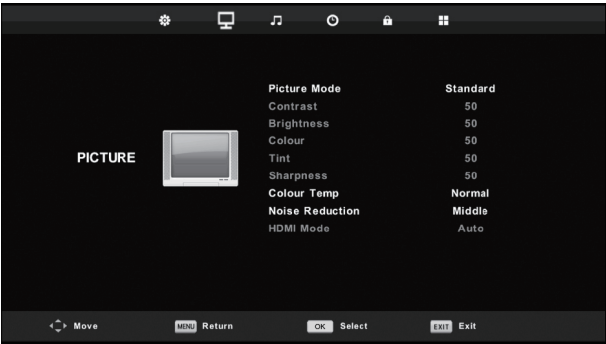 Picture Mode Standard
Contrast 50
Brightness 50
Colour 50
PICTURE Tint 50
Sharpness 50
Colour Temp Normal
Noise Reduction Middle
HDMI Mode Auto
Move MENU Return OK Select EXIT Exit